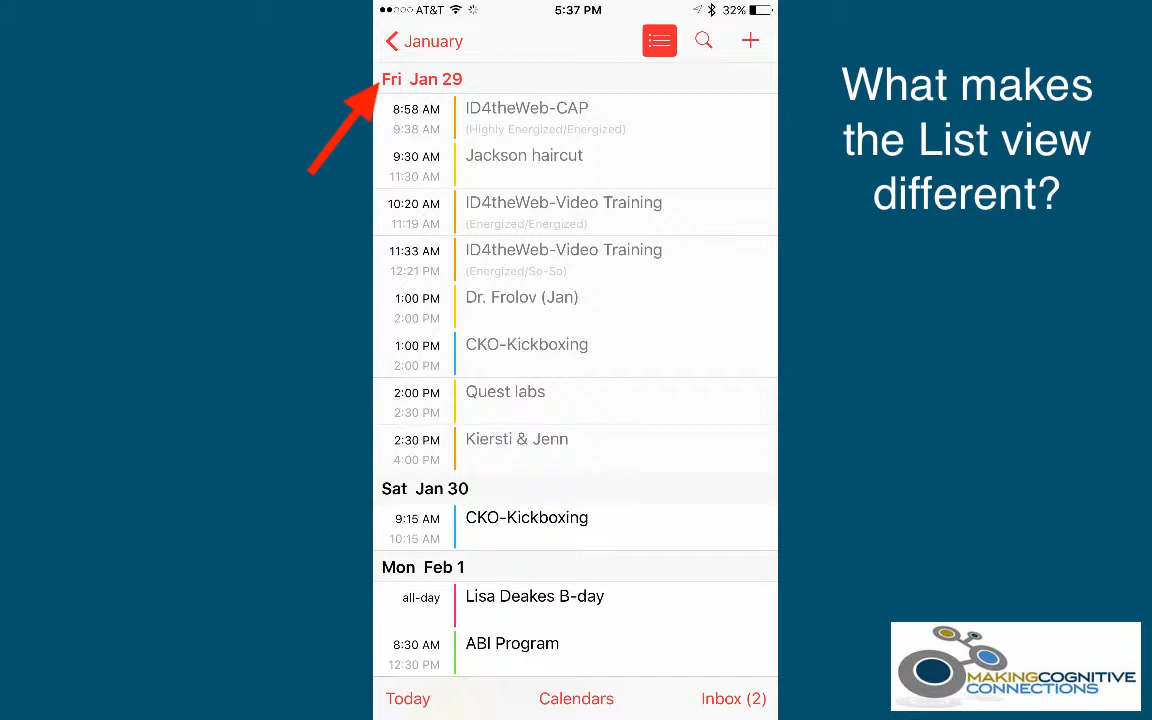 AT&T
5:37 PM
32%
January
Fri Jan 29
8:58 AM ID4theWeb-CAP
9:38 AM (Highly Energized/Energized)
9:30 AM Jackson haircut
11:30 AM
10:20 AM ID4theWeb-Video Training
11:19 AM (Energized/Energized)
11:33 AM ID4theWeb-Video Training
12:21 PM (Energized/So-So)
1:00 PM Dr. Frolov (Jan)
2:00 PM
1:00 PM CKO-Kickboxing
2:00 PM
2:00 PM Quest labs
2:30 PM
2:30 PM Kiersti & Jenn
4:00 PM
Sat Jan 30
9:15 AM CKO-Kickboxing
10:15 AM
Mon Feb 1
all-day Lisa Deakes B-day
8:30 AM ABI Program
12:30 PM
Today Calendars Inbox (2)
What makes
the List view
different?
MAKINGCOGNITIVE
CONNECTIONS